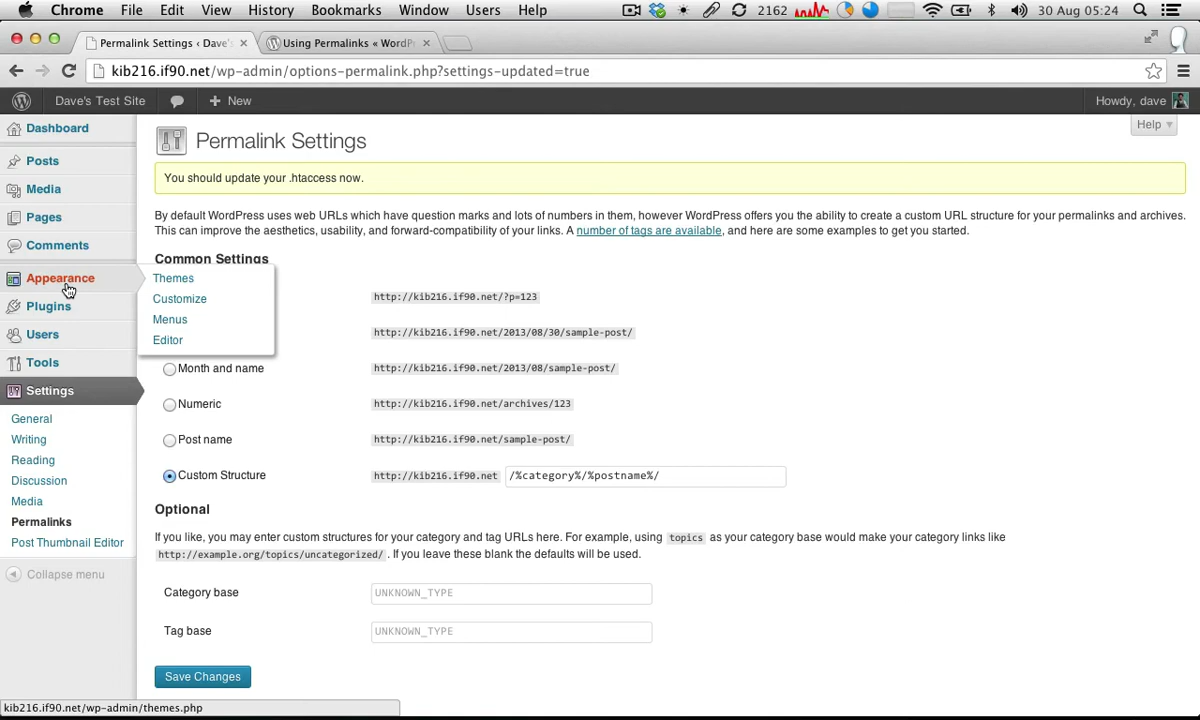 Chrome File Edit View History Bookmarks Window Users Help 2162 30 Aug 05:24
Permalink Settings ‹ Dave's × Using Permalinks « WordPr ×
kib216.if90.net/wp-admin/options-permalink.php?settings-updated=true
Dave's Test Site + New Howdy, dave
Help
Dashboard
Posts
Media
Pages
Comments
Appearance
Plugins
Users
Tools
Settings
General
Writing
Reading
Discussion
Media
Permalinks
Post Thumbnail Editor
Collapse menu
Themes
Customize
Menus
Editor
Permalink Settings
You should update your .htaccess now.
By default WordPress uses web URLs which have question marks and lots of numbers in them, however WordPress offers you the ability to create a custom URL structure for your permalinks and archives.
This can improve the aesthetics, usability, and forward-compatibility of your links. A number of tags are available, and here are some examples to get you started.
Common Settings
http://kib216.if90.net/?p=123
http://kib216.if90.net/2013/08/30/sample-post/
Month and name http://kib216.if90.net/2013/08/sample-post/
Numeric http://kib216.if90.net/archives/123
Post name http://kib216.if90.net/sample-post/
Custom Structure http://kib216.if90.net /%category%/%postname%/
Optional
If you like, you may enter custom structures for your category and tag URLs here. For example, using topics as your category base would make your category links like
http://example.org/topics/uncategorized/ . If you leave these blank the defaults will be used.
Category base UNKNOWN_TYPE
Tag base UNKNOWN_TYPE
Save Changes
kib216.if90.net/wp-admin/themes.php